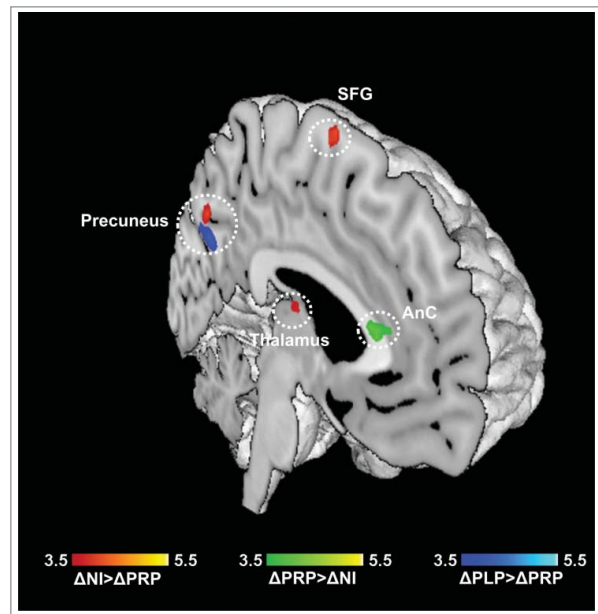 SFG
Precuneus
AnC
Thalamus
3.5 5.5 3.5 5.5 3.5 5.5
ΔNI>ΔPRP ΔPRP>ΔNI ΔPLP>ΔPRP